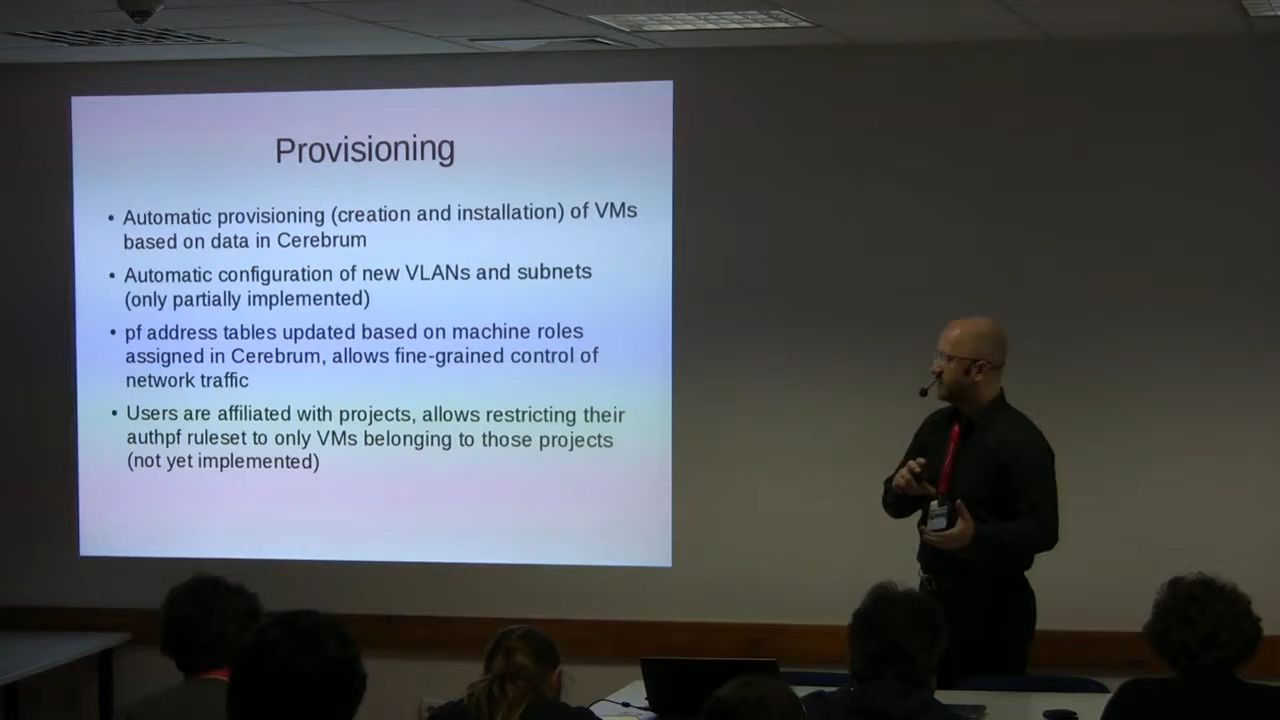 Provisioning
• Automatic provisioning (creation and installation) of VMs
based on data in Cerebrum
• Automatic configuration of new VLANs and subnets
(only partially implemented)
• pf address tables updated based on machine roles
assigned in Cerebrum, allows fine-grained control of
network traffic
• Users are affiliated with projects, allows restricting their
authpf ruleset to only VMs belonging to those projects
(not yet implemented)